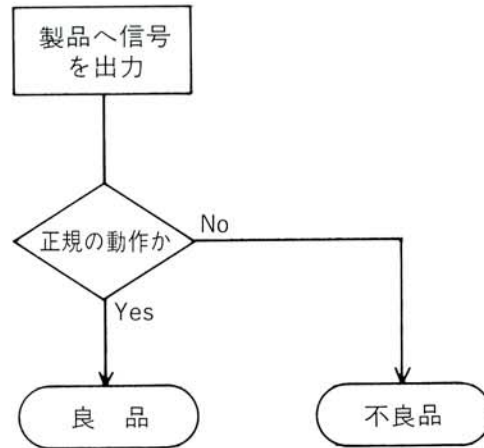 製品へ信号
を出力
正規の動作か
No
Yes
良　品
不良品